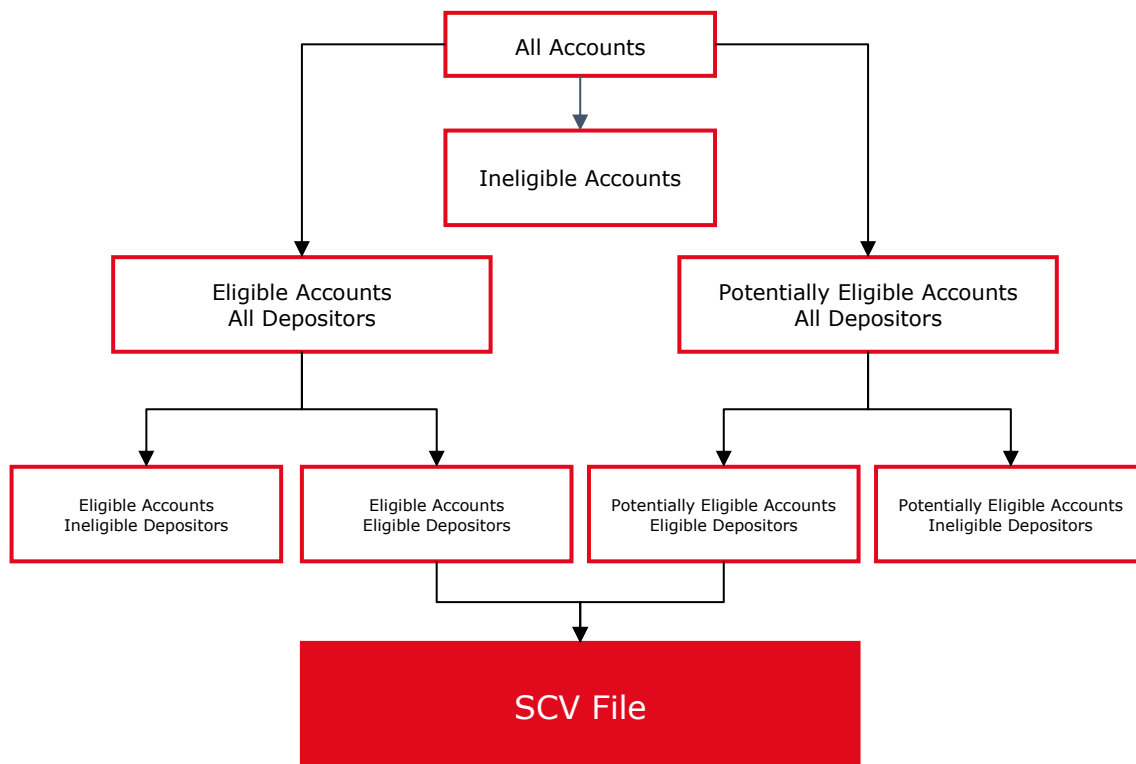 All Accounts
Ineligible Accounts
Eligible Accounts
All Depositors
Potentially Eligible Accounts
All Depositors
Eligible Accounts
Ineligible Depositors
Eligible Accounts
Eligible Depositors
Potentially Eligible Accounts
Eligible Depositors
Potentially Eligible Accounts
Ineligible Depositors
SCV File